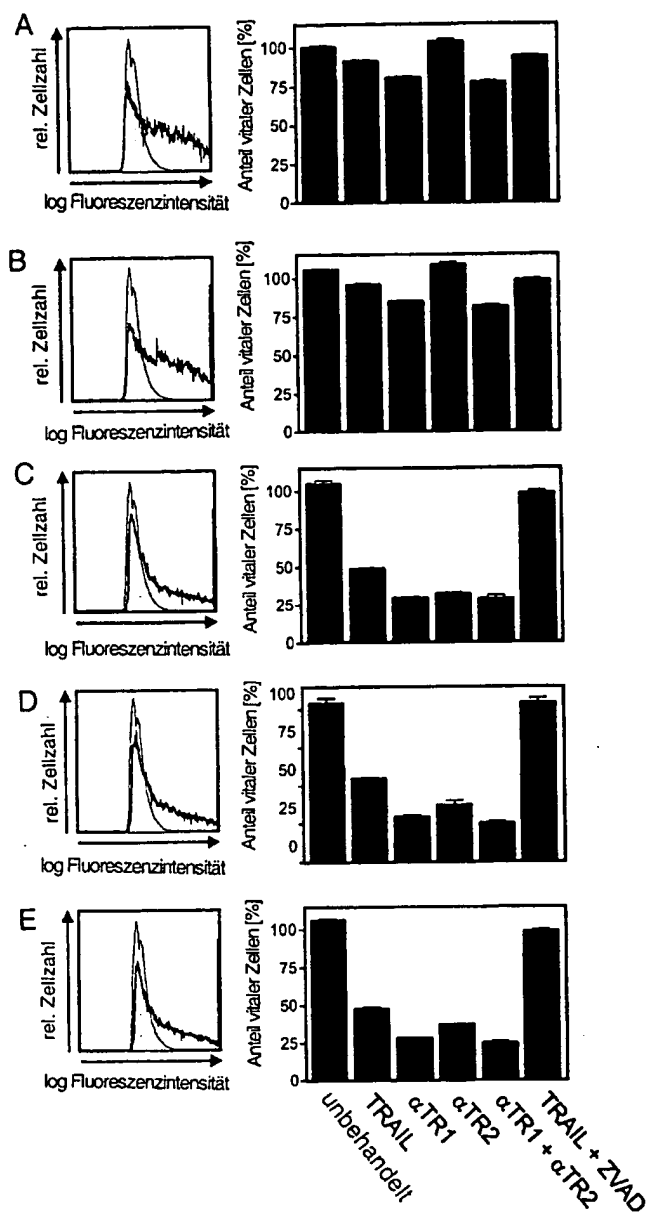 A
rel. Zellzahl
log Fluoreszenzintensität
Anteil vitaler Zellen [%]
100
75
50
25
0
B
rel. Zellzahl
log Fluoreszenzintensität
Anteil vitaler Zellen [%]
100
75
50
25
0
C
rel. Zellzahl
log Fluoreszenzintensität
Anteil vitaler Zellen [%]
100
75
50
25
0
D
rel. Zellzahl
log Fluoreszenzintensität
Anteil vitaler Zellen [%]
100
75
50
25
0
E
rel. Zellzahl
log Fluoreszenzintensität
Anteil vitaler Zellen [%]
100
75
50
25
0
unbehandelt
TRAIL
αTR1
αTR2
αTR1 + αTR2
TRAIL + ZVAD